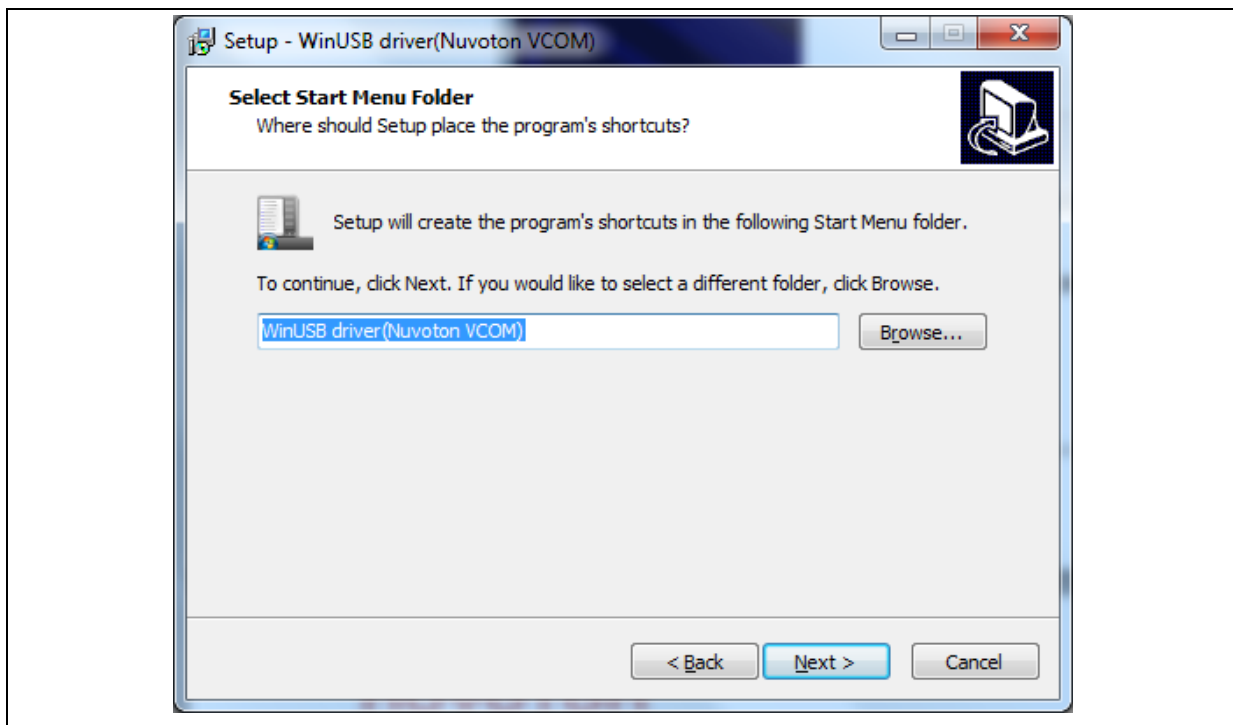 Setup - WinUSB driver(Nuvoton VCOM)
Select Start Menu Folder
Where should Setup place the program's shortcuts?
Setup will create the program's shortcuts in the following Start Menu folder.
To continue, click Next. If you would like to select a different folder, click Browse.
WinUSB driver(Nuvoton VCOM)
Browse...
< Back
Next >
Cancel